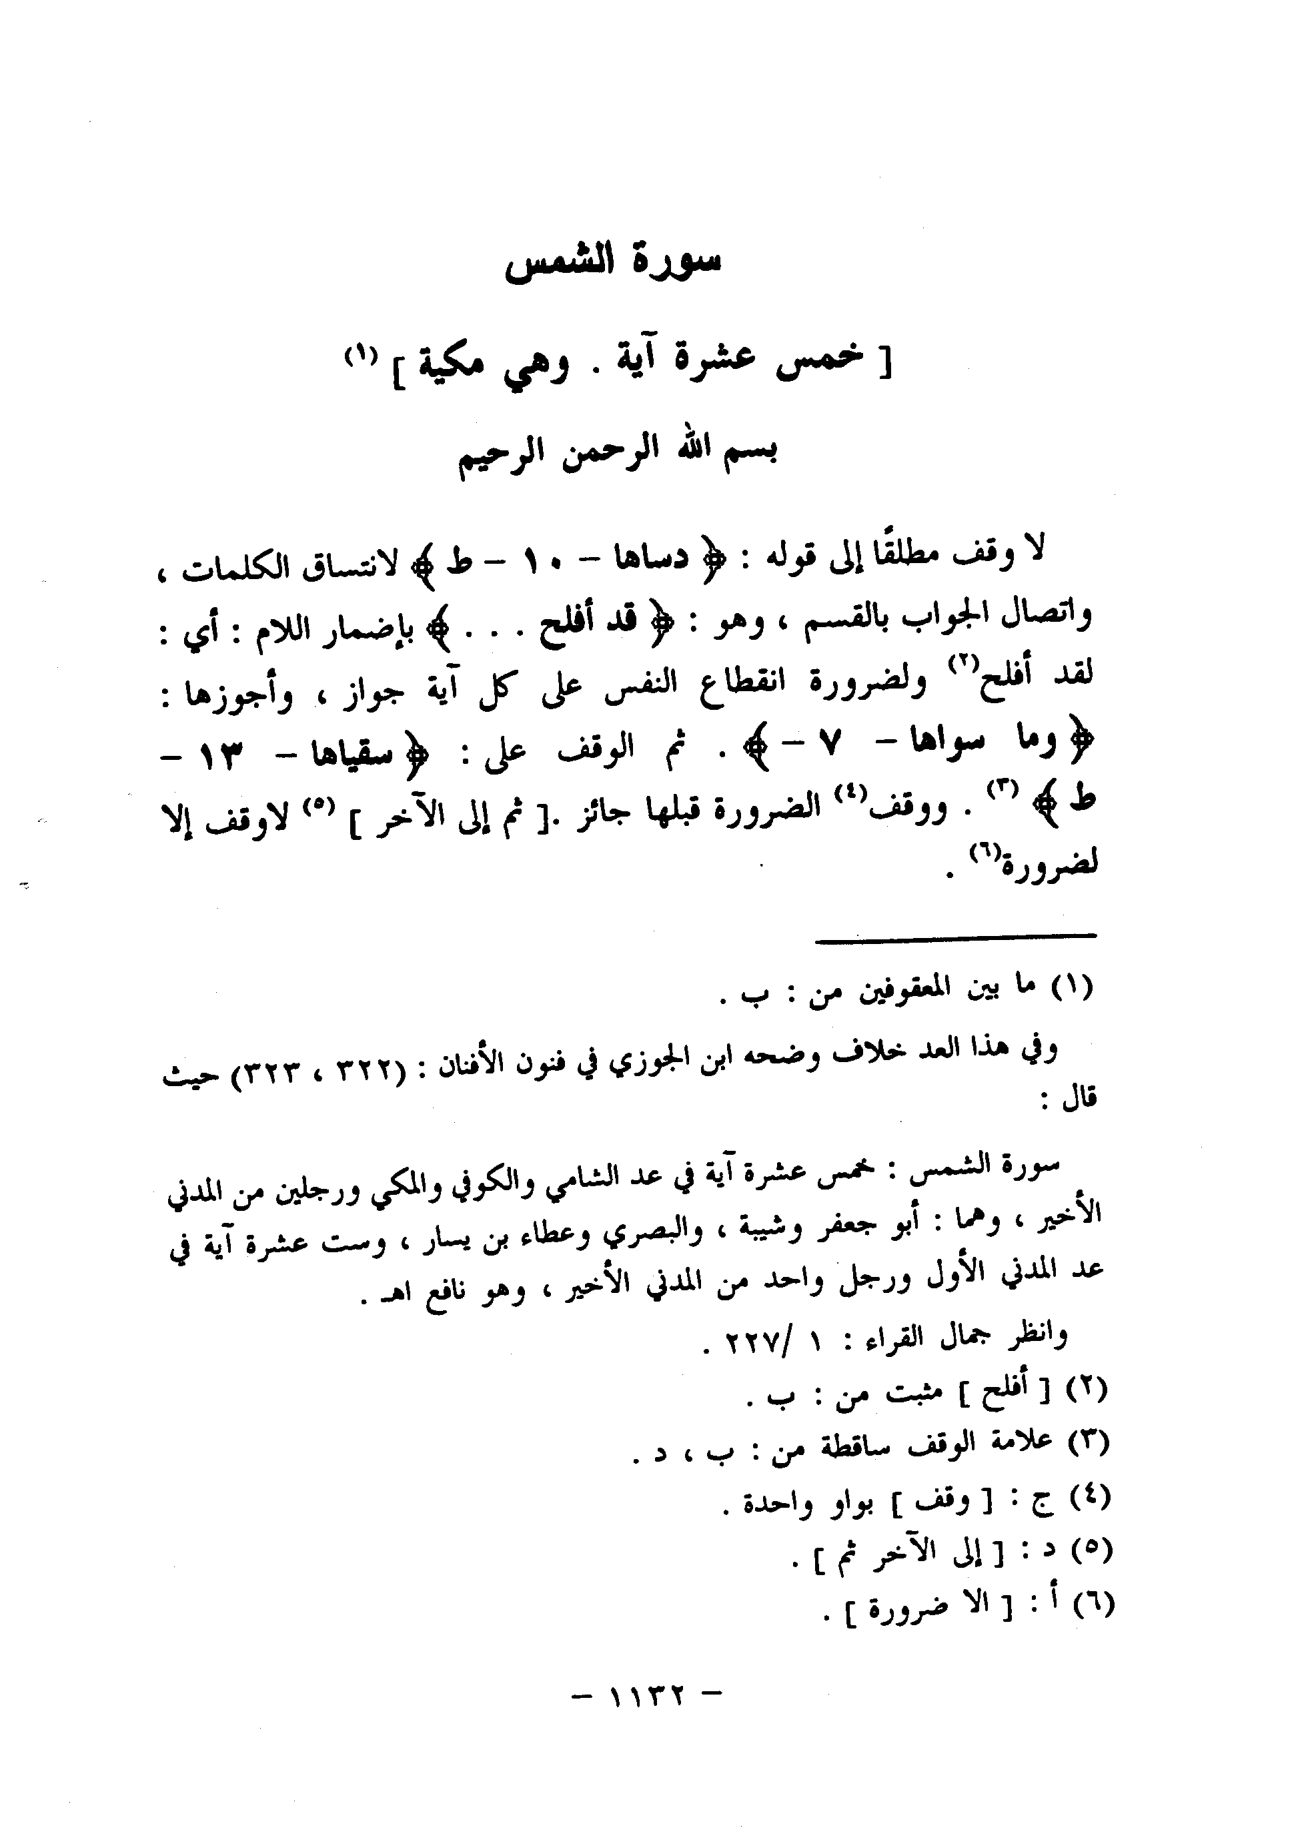 سورة الشمس
[ خمس عشرة آية . وهي مكية ] (١)
بسم الله الرحمن الرحيم
لا وقف مطلقًا إلى قوله : ﴿ دساها – ١٠ – ط ﴾ لانتساق الكلمات ،
واتصال الجواب بالقسم ، وهو : ﴿ قد أفلح . . . ﴾ بإضمار اللام : أي :
لقد أفلح(٢) ولضرورة انقطاع النفس على كل آية جواز ، وأجوزها :
﴿ وما سواها – ٧ – ﴾ . ثم الوقف على : ﴿ سقياها – ١٣ –
ط ﴾ (٣) . ووقف(٤) الضرورة قبلها جائز .[ ثم إلى الآخر ] (٥) لاوقف إلا
لضرورة(٦) .
(١) ما بين المعقوفين من : ب .
وفي هذا العد خلاف وضحه ابن الجوزي في فنون الأفنان : (٣٢٢ ، ٣٢٣) حيث
قال :
سورة الشمس : خمس عشرة آية في عد الشامي والكوفي والمكي ورجلين من المدني
الأخير ، وهما : أبو جعفر وشيبة ، والبصري وعطاء بن يسار ، وست عشرة آية في
عد المدني الأول ورجل واحد من المدني الأخير ، وهو نافع اهـ .
وانظر جمال القراء : ١ /٢٢٧ .
(٢) [ أفلح ] مثبت من : ب .
(٣) علامة الوقف ساقطة من : ب ، د .
(٤) ج : [ وقف ] بواو واحدة .
(٥) د : [ إلى الآخر ثم ] .
(٦) أ : [ الا ضرورة ] .
– ١١٣٢ –